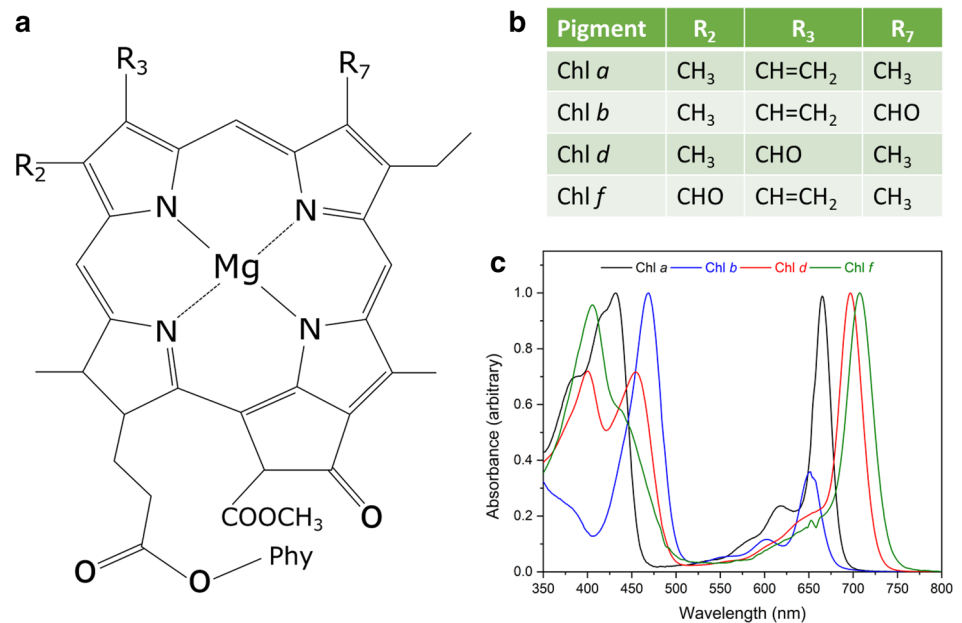 a
R3
R7
R2
N
N
Mg
N
N
COOCH3
O
O
O
Phy
b
Pigment R2 R3 R7
Chl a CH3 CH=CH2 CH3
Chl b CH3 CH=CH2 CHO
Chl d CH3 CHO CH3
Chl f CHO CH=CH2 CH3
c
Chl a Chl b Chl d Chl f
Absorbance (arbitrary)
1.0
0.8
0.6
0.4
0.2
0.0
350 400 450 500 550 600 650 700 750 800
Wavelength (nm)